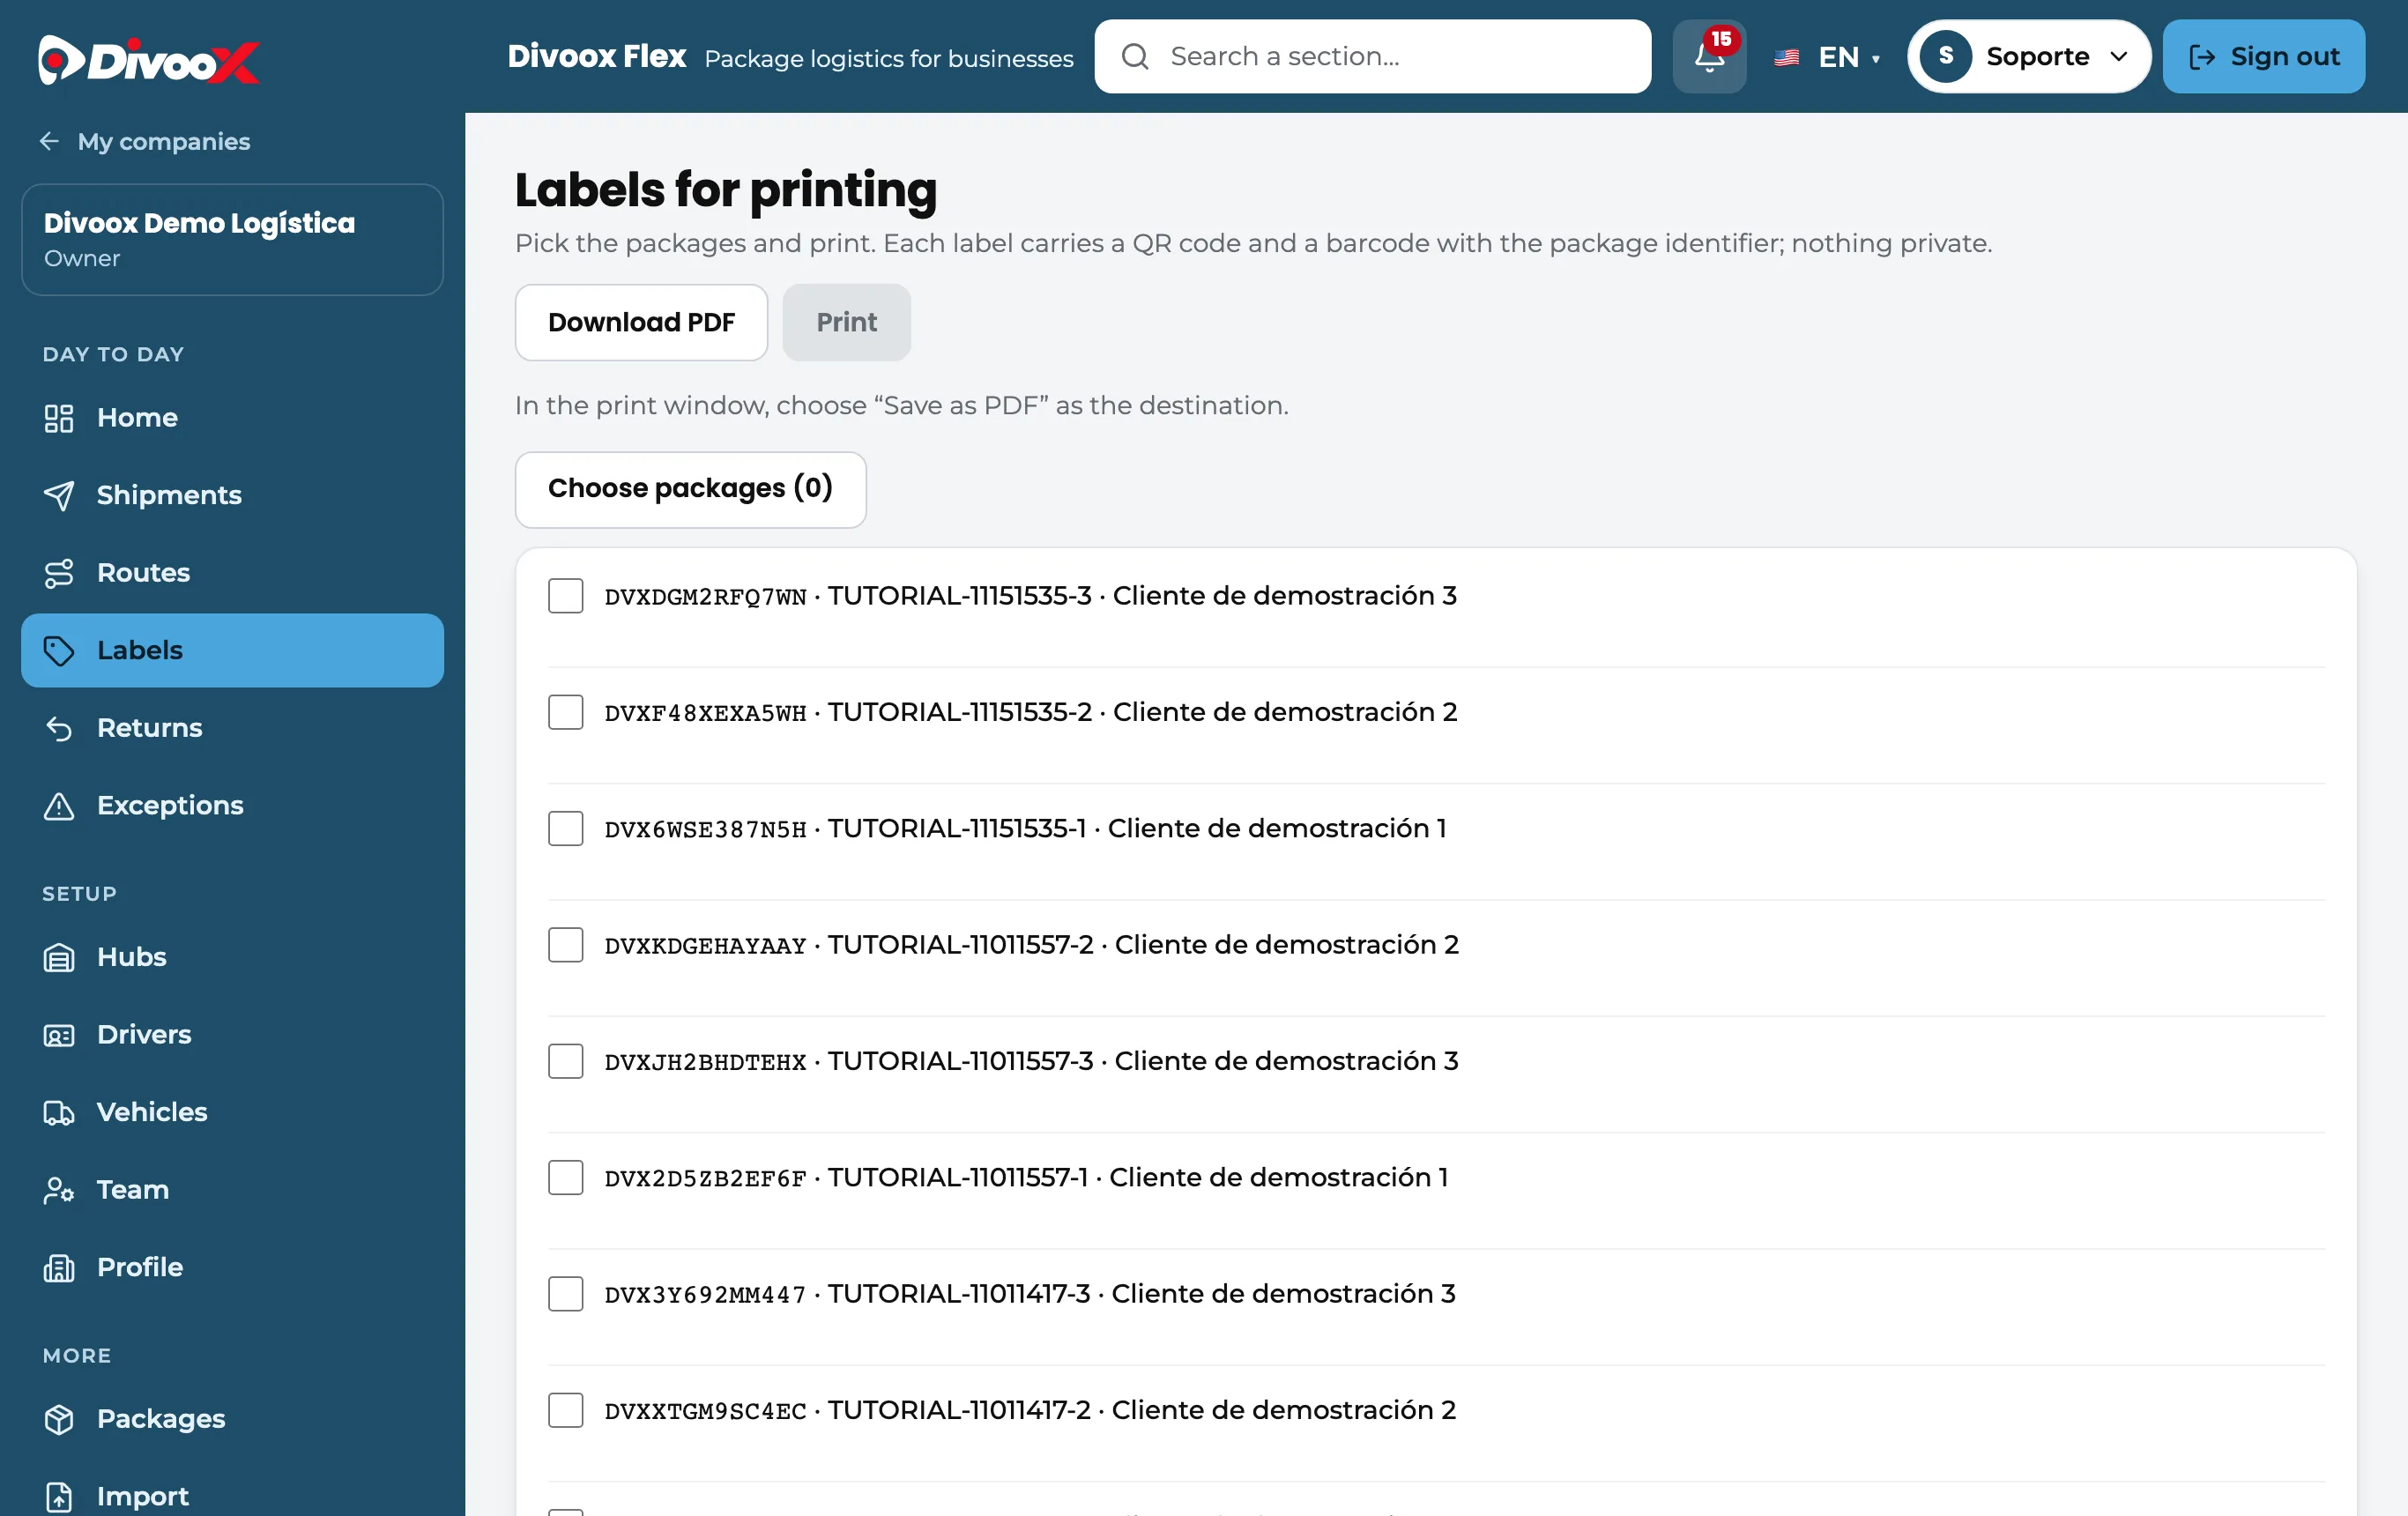 DivooX
Divoox Flex Package logistics for businesses
Search a section...
15
EN
S Soporte
Sign out
My companies
Divoox Demo Logística
Owner
DAY TO DAY
Home
Shipments
Routes
Labels
Returns
Exceptions
SETUP
Hubs
Drivers
Vehicles
Team
Profile
MORE
Packages
Import
Labels for printing
Pick the packages and print. Each label carries a QR code and a barcode with the package identifier; nothing private.
Download PDF
Print
In the print window, choose “Save as PDF” as the destination.
Choose packages (0)
DVXDGM2RFQ7WN · TUTORIAL-11151535-3 · Cliente de demostración 3
DVXF48XEXA5WH · TUTORIAL-11151535-2 · Cliente de demostración 2
DVX6WSE387N5H · TUTORIAL-11151535-1 · Cliente de demostración 1
DVXKDGEHAYAAY · TUTORIAL-11011557-2 · Cliente de demostración 2
DVXJH2BHDTEHX · TUTORIAL-11011557-3 · Cliente de demostración 3
DVX2D5ZB2EF6F · TUTORIAL-11011557-1 · Cliente de demostración 1
DVX3Y692MM447 · TUTORIAL-11011417-3 · Cliente de demostración 3
DVXXTGM9SC4EC · TUTORIAL-11011417-2 · Cliente de demostración 2